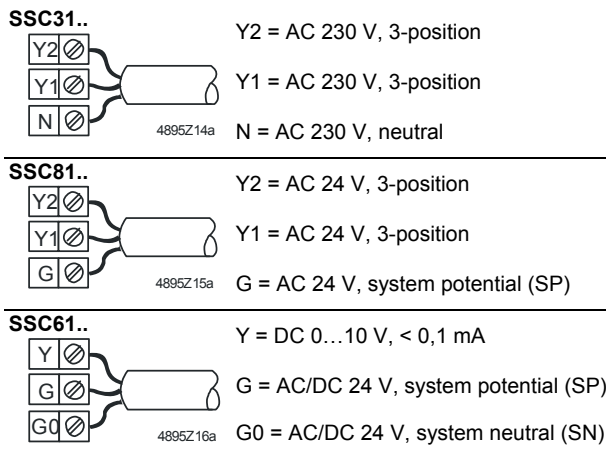 SSC31..
Y2
Y2 = AC 230 V, 3-position
Y1
Y1 = AC 230 V, 3-position
N
4895Z14a
N = AC 230 V, neutral
SSC81..
Y2
Y2 = AC 24 V, 3-position
Y1
Y1 = AC 24 V, 3-position
G
4895Z15a
G = AC 24 V, system potential (SP)
SSC61..
Y
Y = DC 0…10 V, < 0,1 mA
G
G = AC/DC 24 V, system potential (SP)
G0
4895Z16a
G0 = AC/DC 24 V, system neutral (SN)